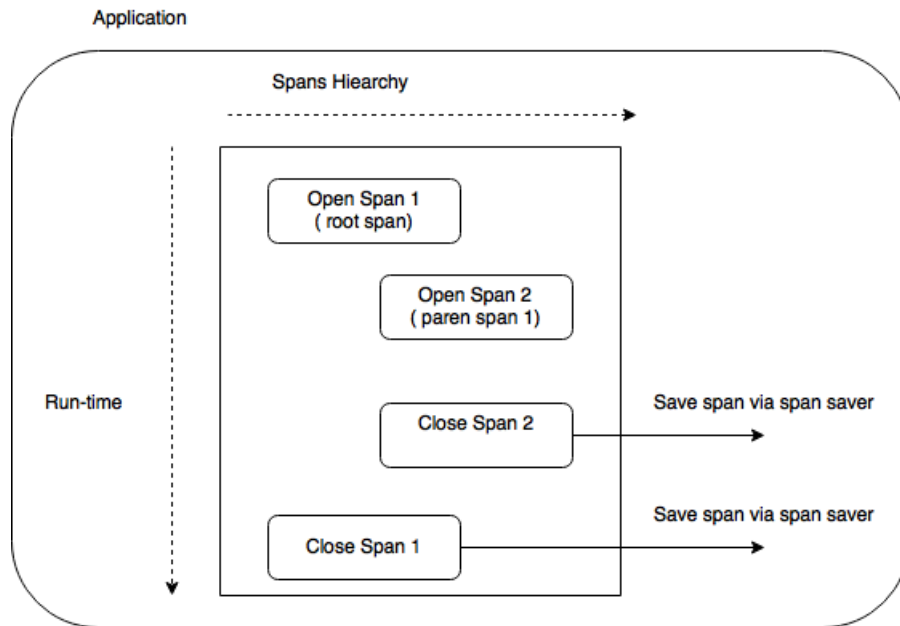 Application
Spans Hiearchy
Open Span 1
( root span)
Open Span 2
( paren span 1)
Run-time
Close Span 2
Save span via span saver
Close Span 1
Save span via span saver